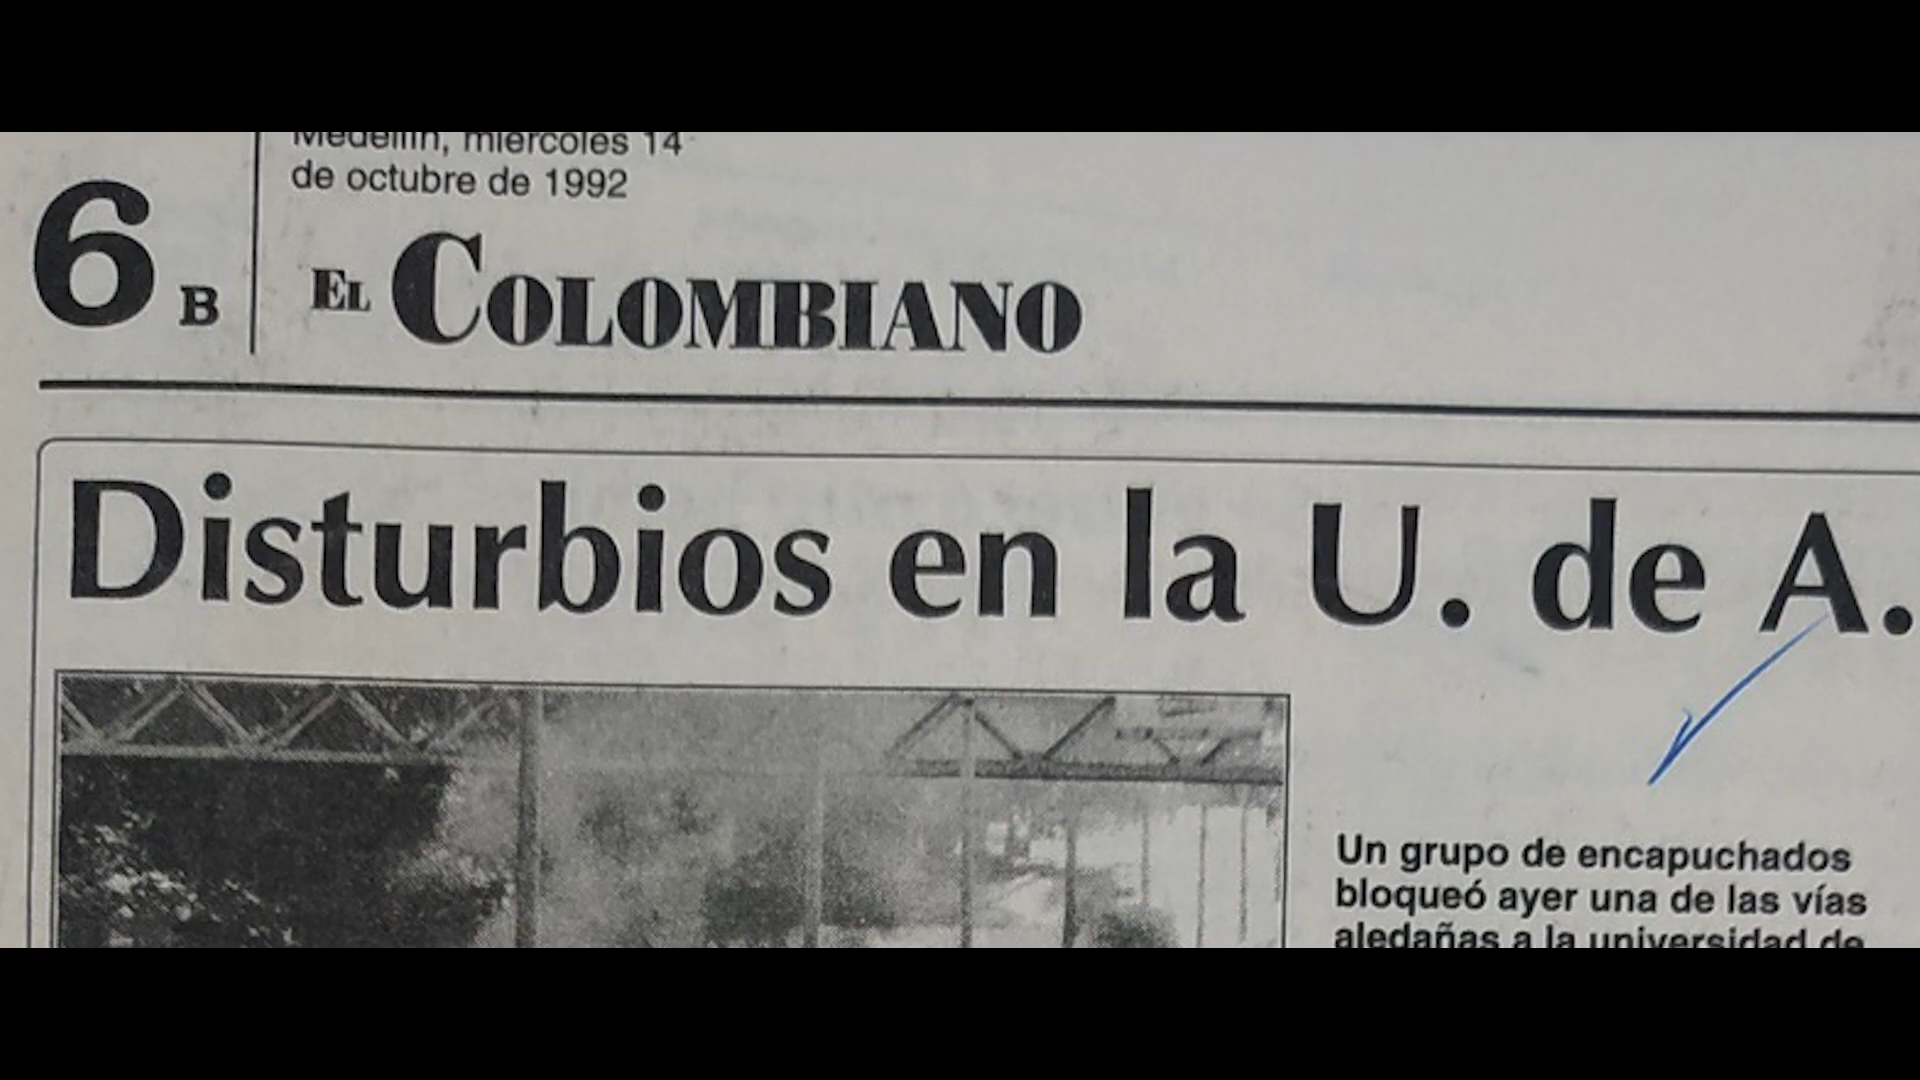 Medellín, miércoles 14
de octubre de 1992
6 B
EL COLOMBIANO
Disturbios en la U. de A.
Un grupo de encapuchados
bloqueó ayer una de las vías
aledañas a la universidad de